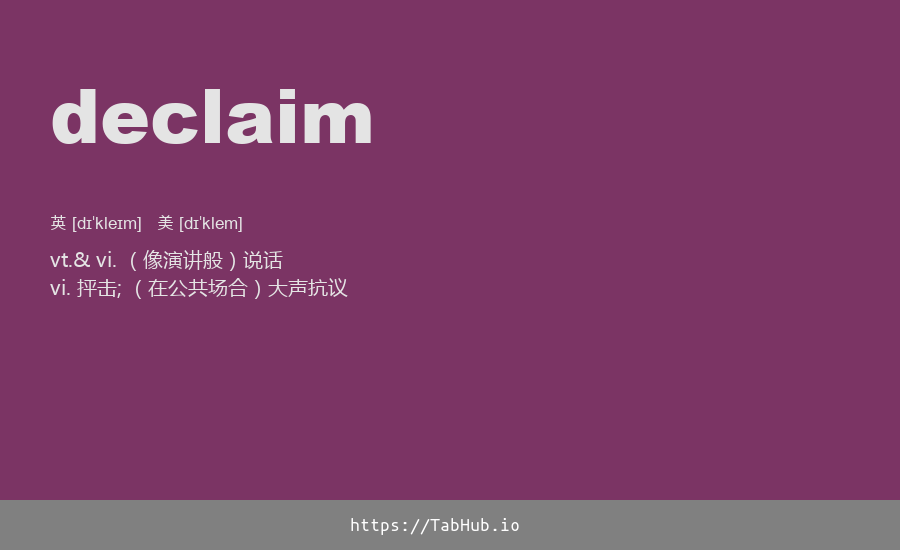 declaim
英 [dɪˈkleɪm]   美 [dɪˈklem]
vt.& vi. （像演讲般）说话
vi. 抨击; （在公共场合）大声抗议
https://TabHub.io